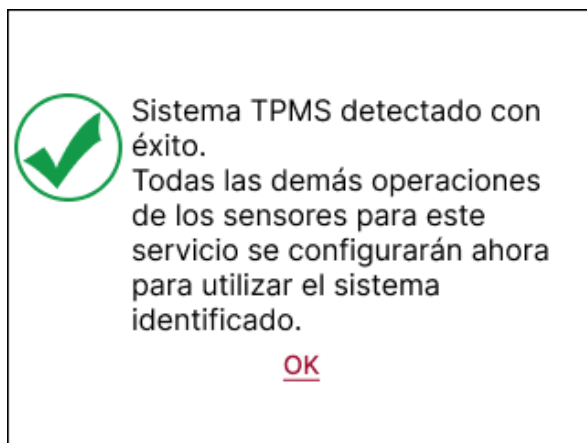 Sistema TPMS detectado con
éxito.
Todas las demás operaciones
de los sensores para este
servicio se configurarán ahora
para utilizar el sistema
identificado.
OK